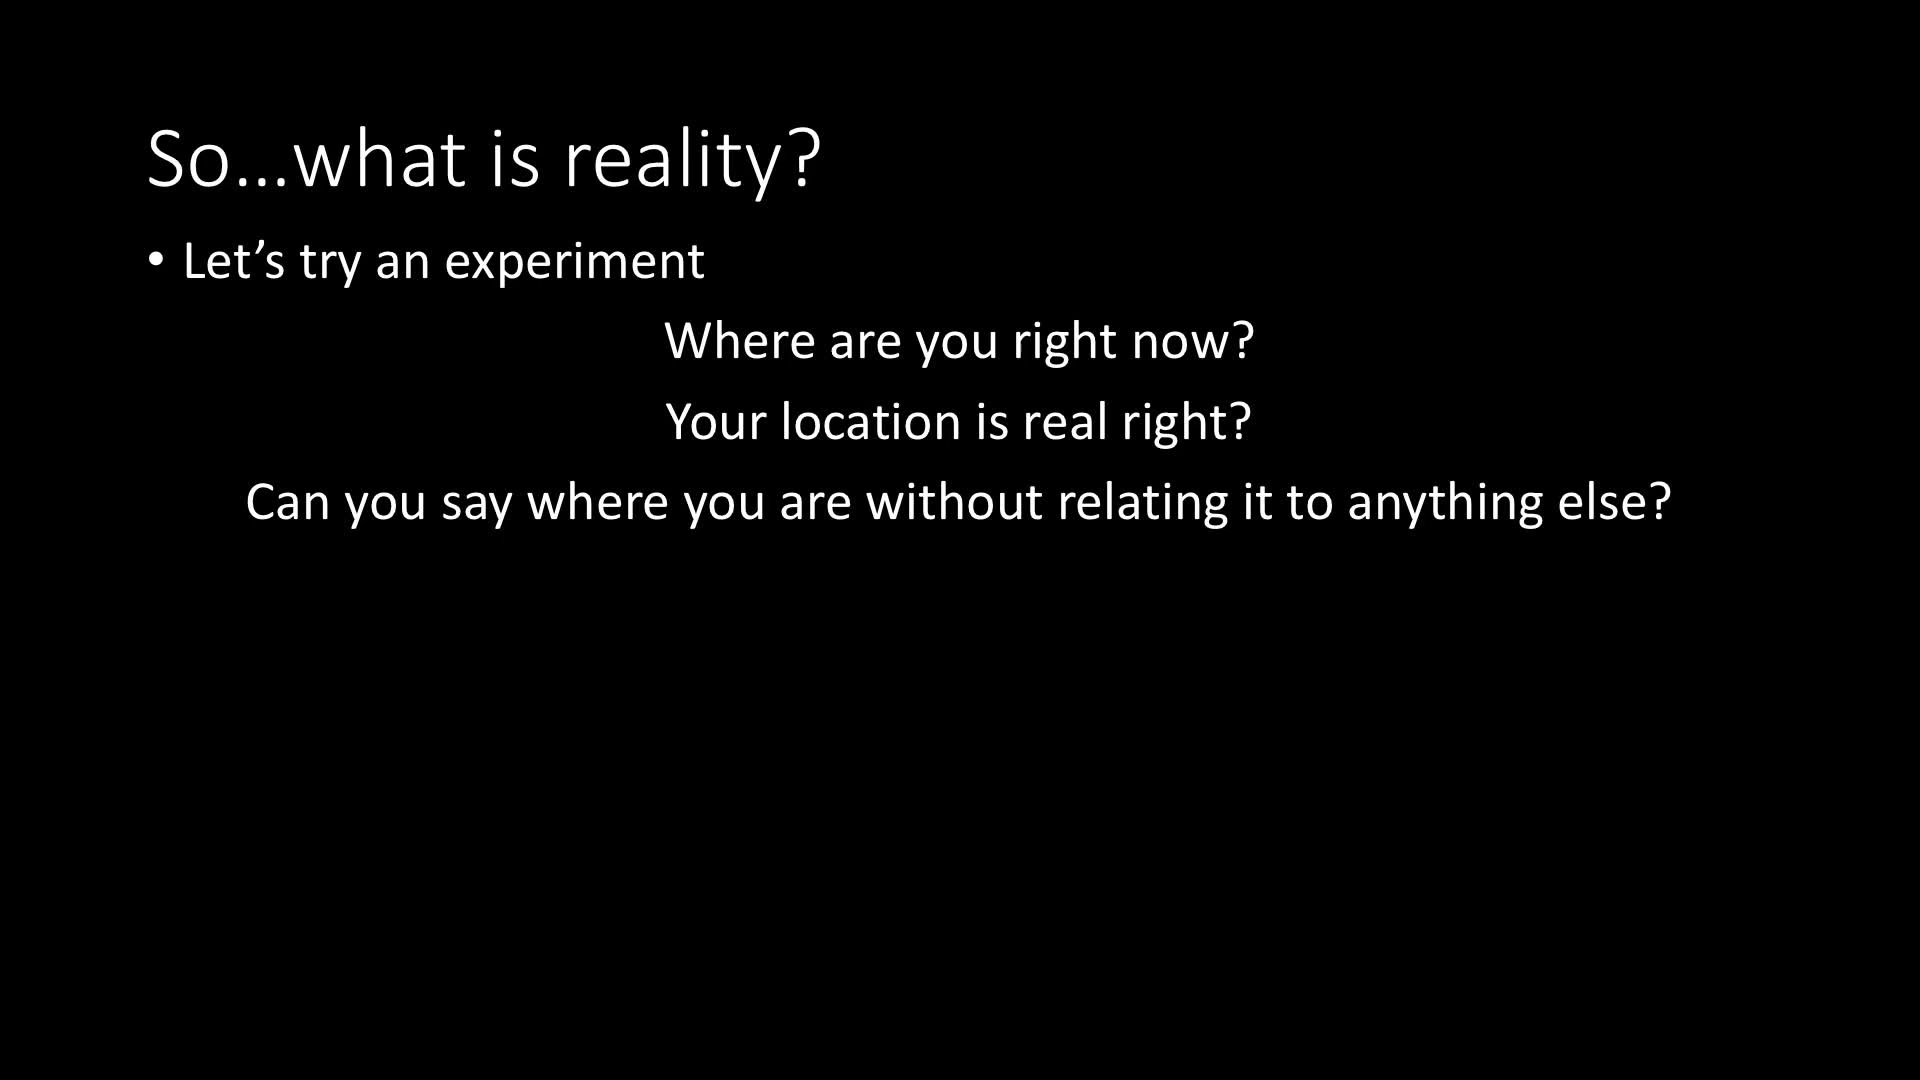 So…what is reality?
• Let’s try an experiment
Where are you right now?
Your location is real right?
Can you say where you are without relating it to anything else?